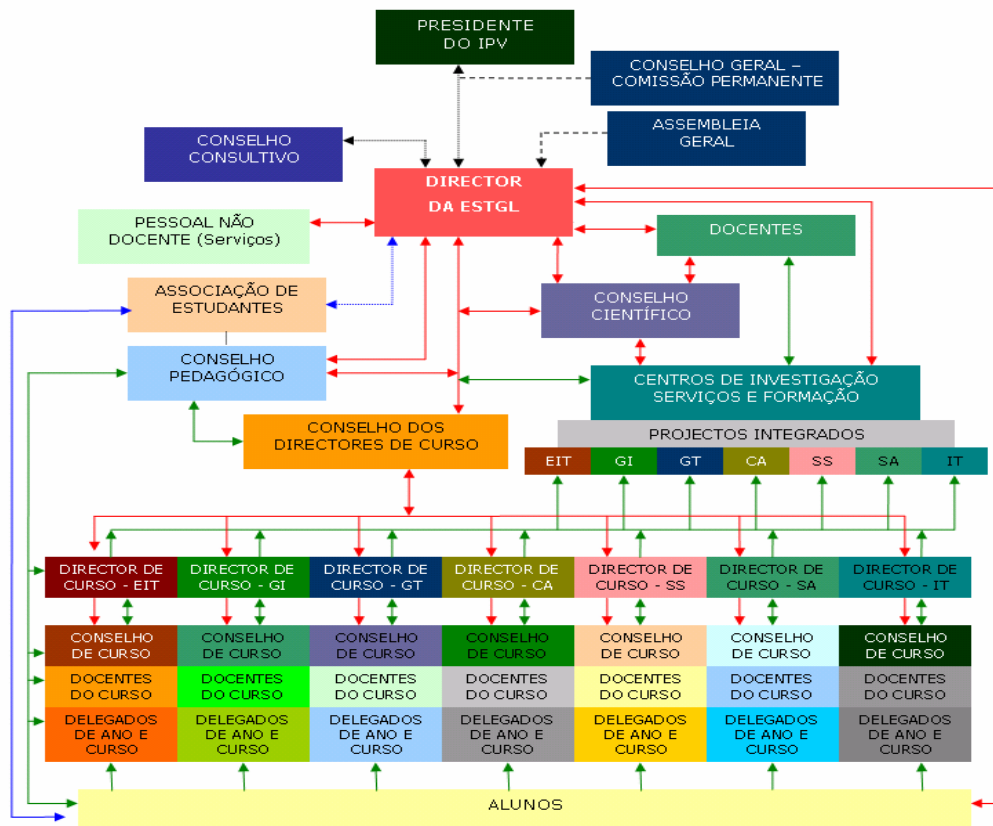 PRESIDENTE
DO IPV
CONSELHO GERAL –
COMISSÃO PERMANENTE
ASSEMBLEIA
GERAL
CONSELHO
CONSULTIVO
DIRECTOR
DA ESTGL
PESSOAL NÃO
DOCENTE (Serviços)
DOCENTES
ASSOCIAÇÃO DE
ESTUDANTES
CONSELHO
CIENTÍFICO
CONSELHO
PEDAGÓGICO
CENTROS DE INVESTIGAÇÃO
SERVIÇOS E FORMAÇÃO
CONSELHO DOS
DIRECTORES DE CURSO
PROJECTOS INTEGRADOS
EIT GI GT CA SS SA IT
DIRECTOR DE DIRECTOR DE DIRECTOR DE DIRECTOR DE DIRECTOR DE DIRECTOR DE DIRECTOR DE
CURSO - EIT CURSO - GI CURSO - GT CURSO - CA CURSO - SS CURSO - SA CURSO - IT
CONSELHO CONSELHO CONSELHO CONSELHO CONSELHO CONSELHO CONSELHO
DE CURSO DE CURSO DE CURSO DE CURSO DE CURSO DE CURSO DE CURSO
DOCENTES DOCENTES DOCENTES DOCENTES DOCENTES DOCENTES DOCENTES
DO CURSO DO CURSO DO CURSO DO CURSO DO CURSO DO CURSO DO CURSO
DELEGADOS DELEGADOS DELEGADOS DELEGADOS DELEGADOS DELEGADOS DELEGADOS
DE ANO E DE ANO E DE ANO E DE ANO E DE ANO E DE ANO E DE ANO E
CURSO CURSO CURSO CURSO CURSO CURSO CURSO
ALUNOS